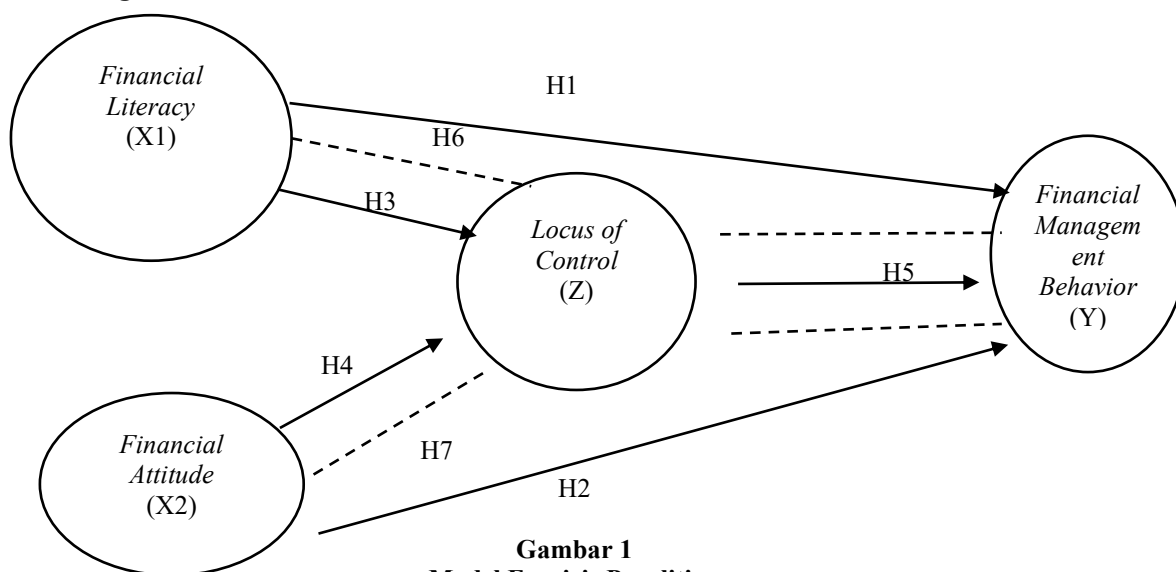 Financial
Literacy
(X1)
H1
H6
H3
Locus of
Control
(Z)
Financial
Managem
ent
Behavior
(Y)
H5
H4
Financial
Attitude
(X2)
H7
H2
Gambar 1